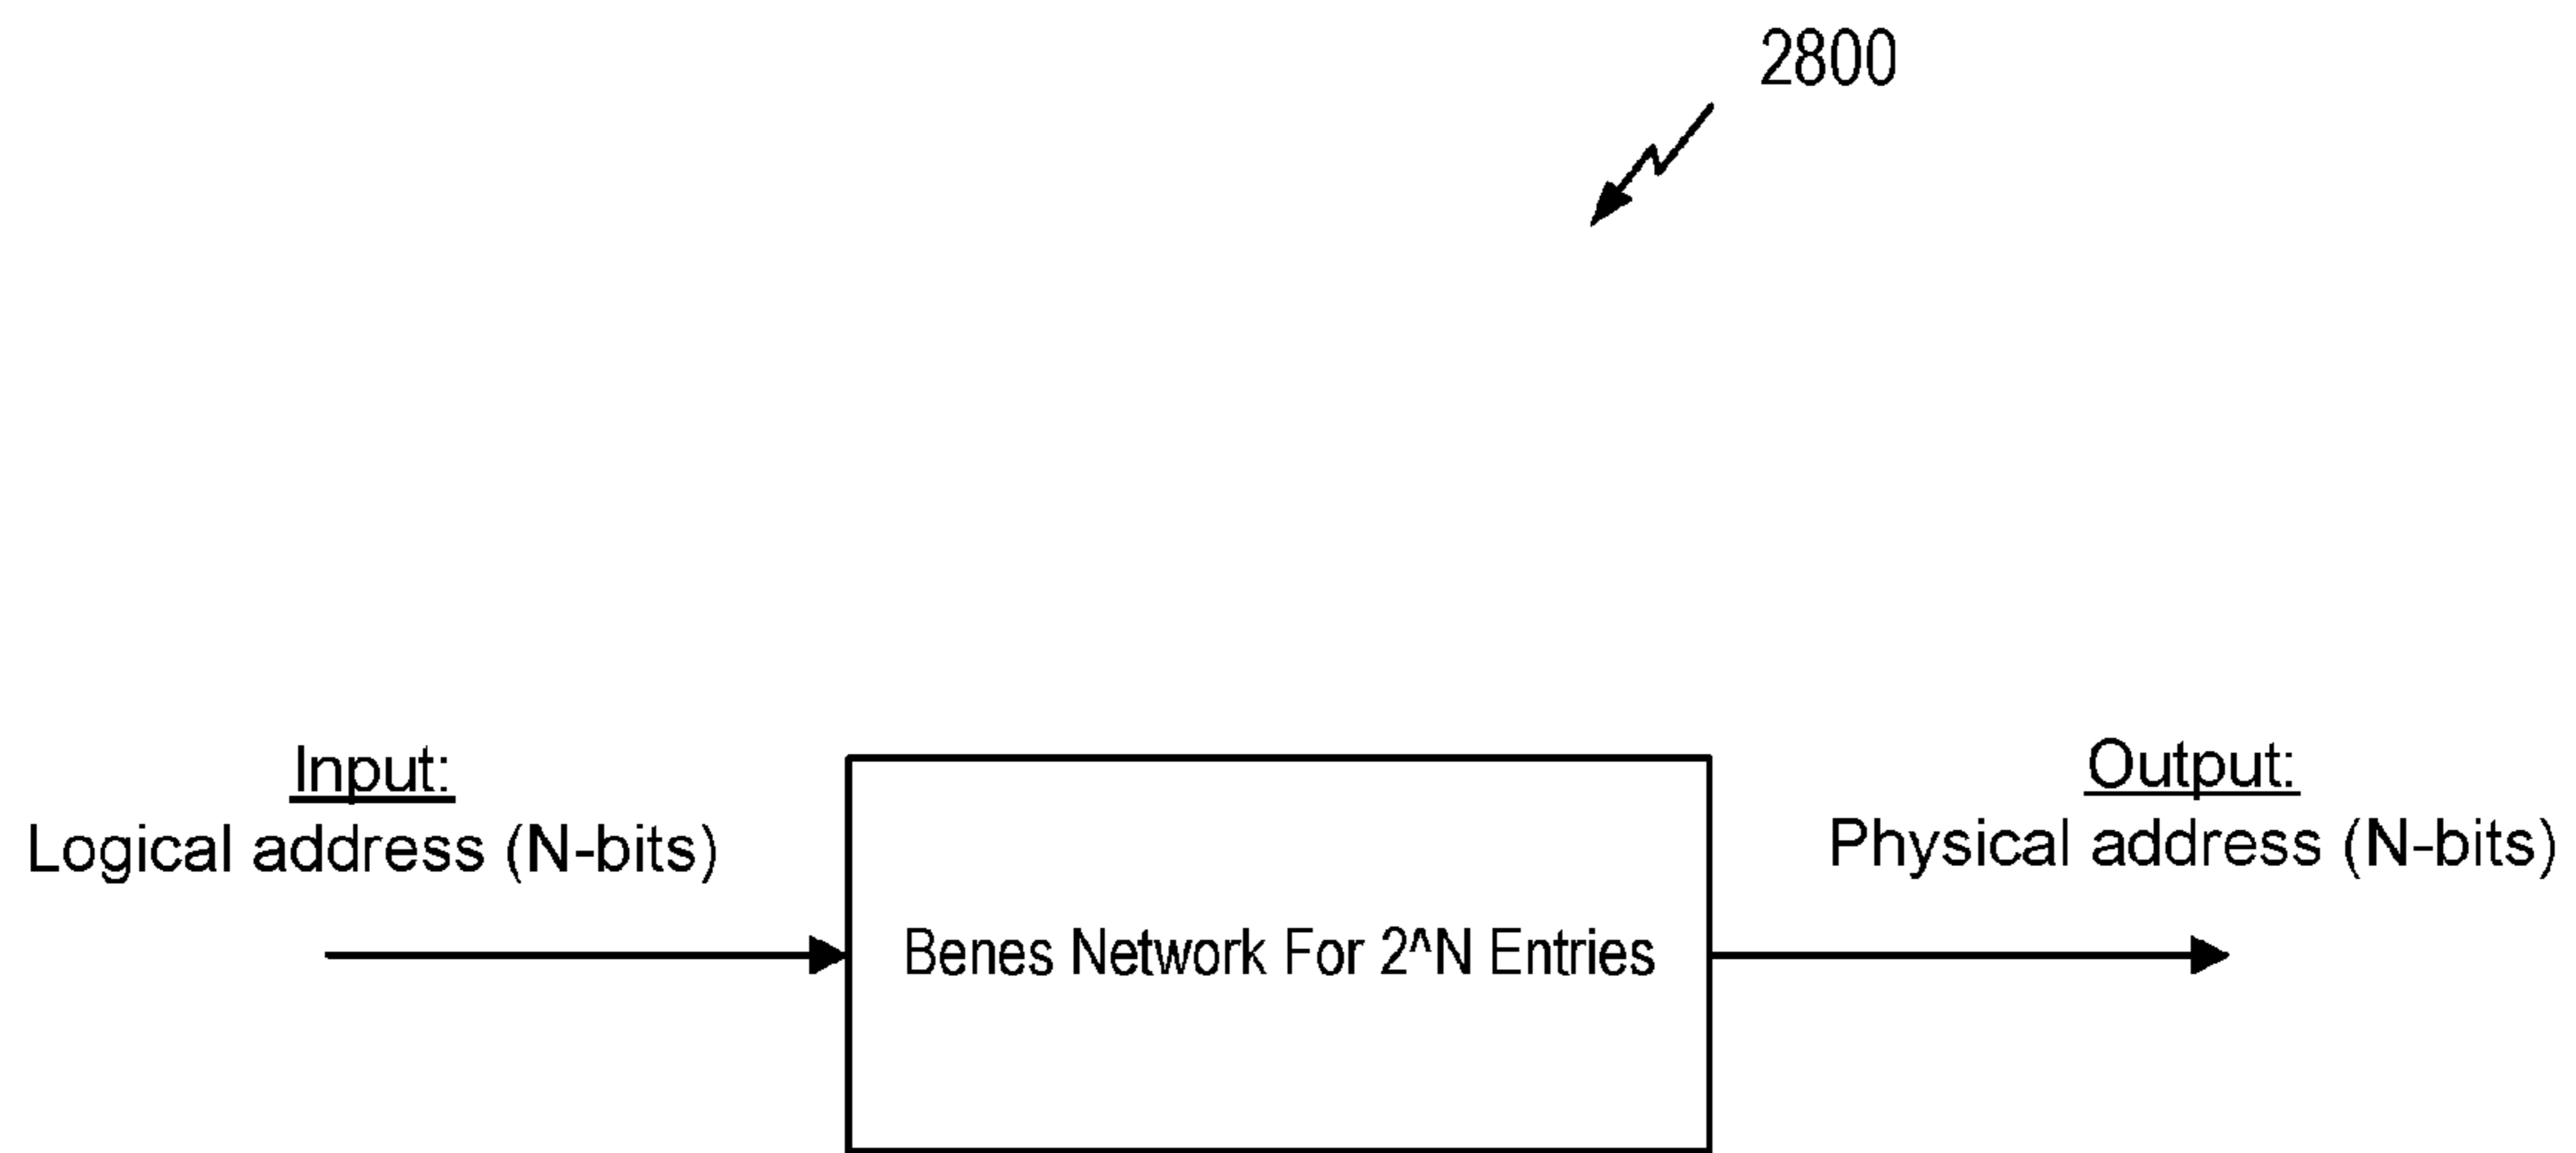 2800
Input:
Logical address (N-bits)
Benes Network For 2^N Entries
Output:
Physical address (N-bits)